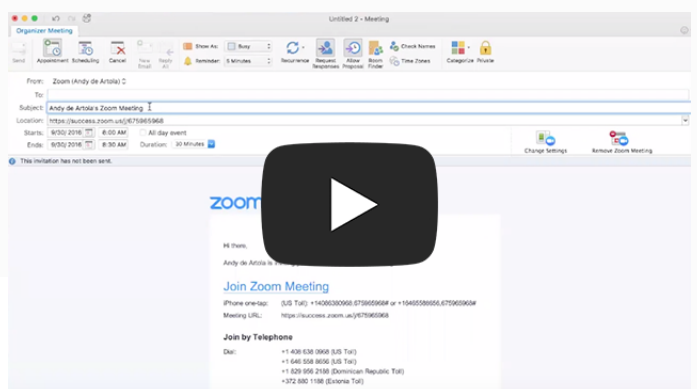 Untitled 2 - Meeting
Organizer Meeting
Send Appointment Scheduling Cancel New Email Reply All Show As: Busy Reminder: 5 Minutes Recurrence Request Responses Allow Proposal Room Finder Check Names Time Zones Categorize Private
From: Zoom (Andy de Artola)
To:
Subject: Andy de Artola's Zoom Meeting
Location: https://success.zoom.us/j/675965968
Starts: 9/30/ 2016 8:00 AM All day event
Ends: 9/30/ 2016 8:30 AM Duration: 30 Minutes
Change Settings Remove Zoom Meeting
This invitation has not been sent.
zoom
Hi there,
Andy de Artola is
Join Zoom Meeting
iPhone one-tap: (US Toll): +14086380968,675965968# or +16465588656,675965968#
Meeting URL: https://success.zoom.us/j/675965968
Join by Telephone
Dial: +1 408 638 0968 (US Toll)
+1 646 558 8656 (US Toll)
+1 829 956 2188 (Dominican Republic Toll)
+372 880 1188 (Estonia Toll)